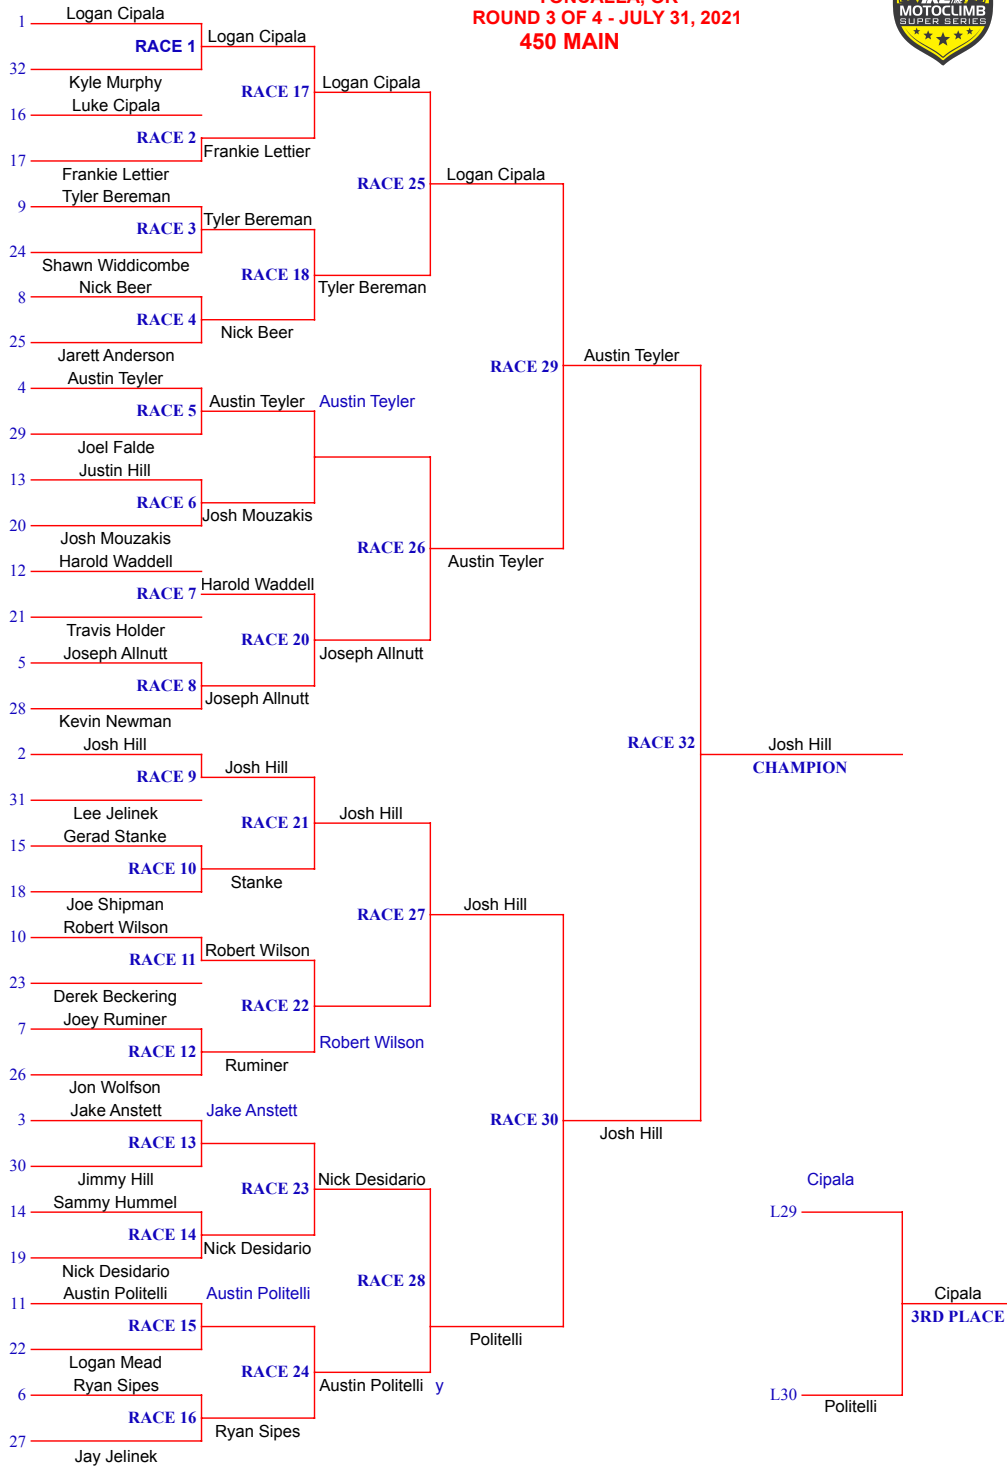 YONCALLA, OR
ROUND 3 OF 4 - JULY 31, 2021
450 MAIN
MOTOCLIMB
SUPER SERIES
1 Logan Cipala
RACE 1 Logan Cipala
32
Kyle Murphy
RACE 17 Logan Cipala
16 Luke Cipala
RACE 2
17 Frankie Lettier
Frankie Lettier
RACE 25 Logan Cipala
9 Tyler Bereman
RACE 3 Tyler Bereman
24
Shawn Widdicombe
RACE 18
Tyler Bereman
8 Nick Beer
RACE 4
Nick Beer
25
Jarett Anderson
RACE 29 Austin Teyler
4 Austin Teyler
RACE 5 Austin Teyler Austin Teyler
29
Joel Falde
13 Justin Hill
RACE 6
Josh Mouzakis
20
Josh Mouzakis
RACE 26
Austin Teyler
12 Harold Waddell
RACE 7 Harold Waddell
21
Travis Holder
RACE 20
Joseph Allnutt
5 Joseph Allnutt
RACE 8
Joseph Allnutt
28
Kevin Newman
RACE 32 Josh Hill
CHAMPION
2 Josh Hill
RACE 9 Josh Hill
31
Lee Jelinek
RACE 21 Josh Hill
15 Gerad Stanke
RACE 10
Stanke
18
Joe Shipman
RACE 27 Josh Hill
10 Robert Wilson
RACE 11 Robert Wilson
23
Derek Beckering
RACE 22
Robert Wilson
7 Joey Ruminer
RACE 12
Ruminer
26
Jon Wolfson
RACE 30
Josh Hill
3 Jake Anstett Jake Anstett
RACE 13
30
Jimmy Hill
RACE 23 Nick Desidario
14 Sammy Hummel
RACE 14
Nick Desidario
19
Nick Desidario
RACE 28
Politelli
11 Austin Politelli Austin Politelli
RACE 15
22
Logan Mead
RACE 24
Austin Politelli y
6 Ryan Sipes
RACE 16
Ryan Sipes
27
Jay Jelinek
Cipala
L29
Cipala
3RD PLACE
L30
Politelli